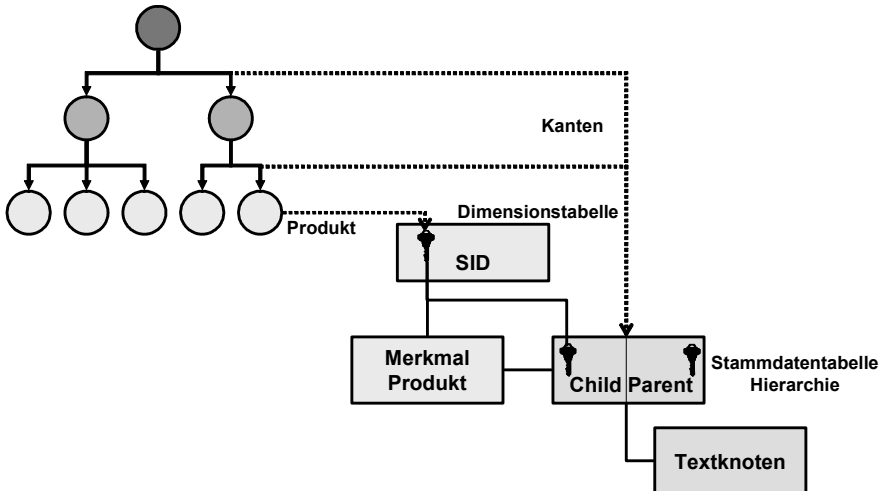 Kanten
Dimensionstabelle
Produkt
SID
Merkmal
Produkt
Child Parent
Stammdatentabelle
Hierarchie
Textknoten